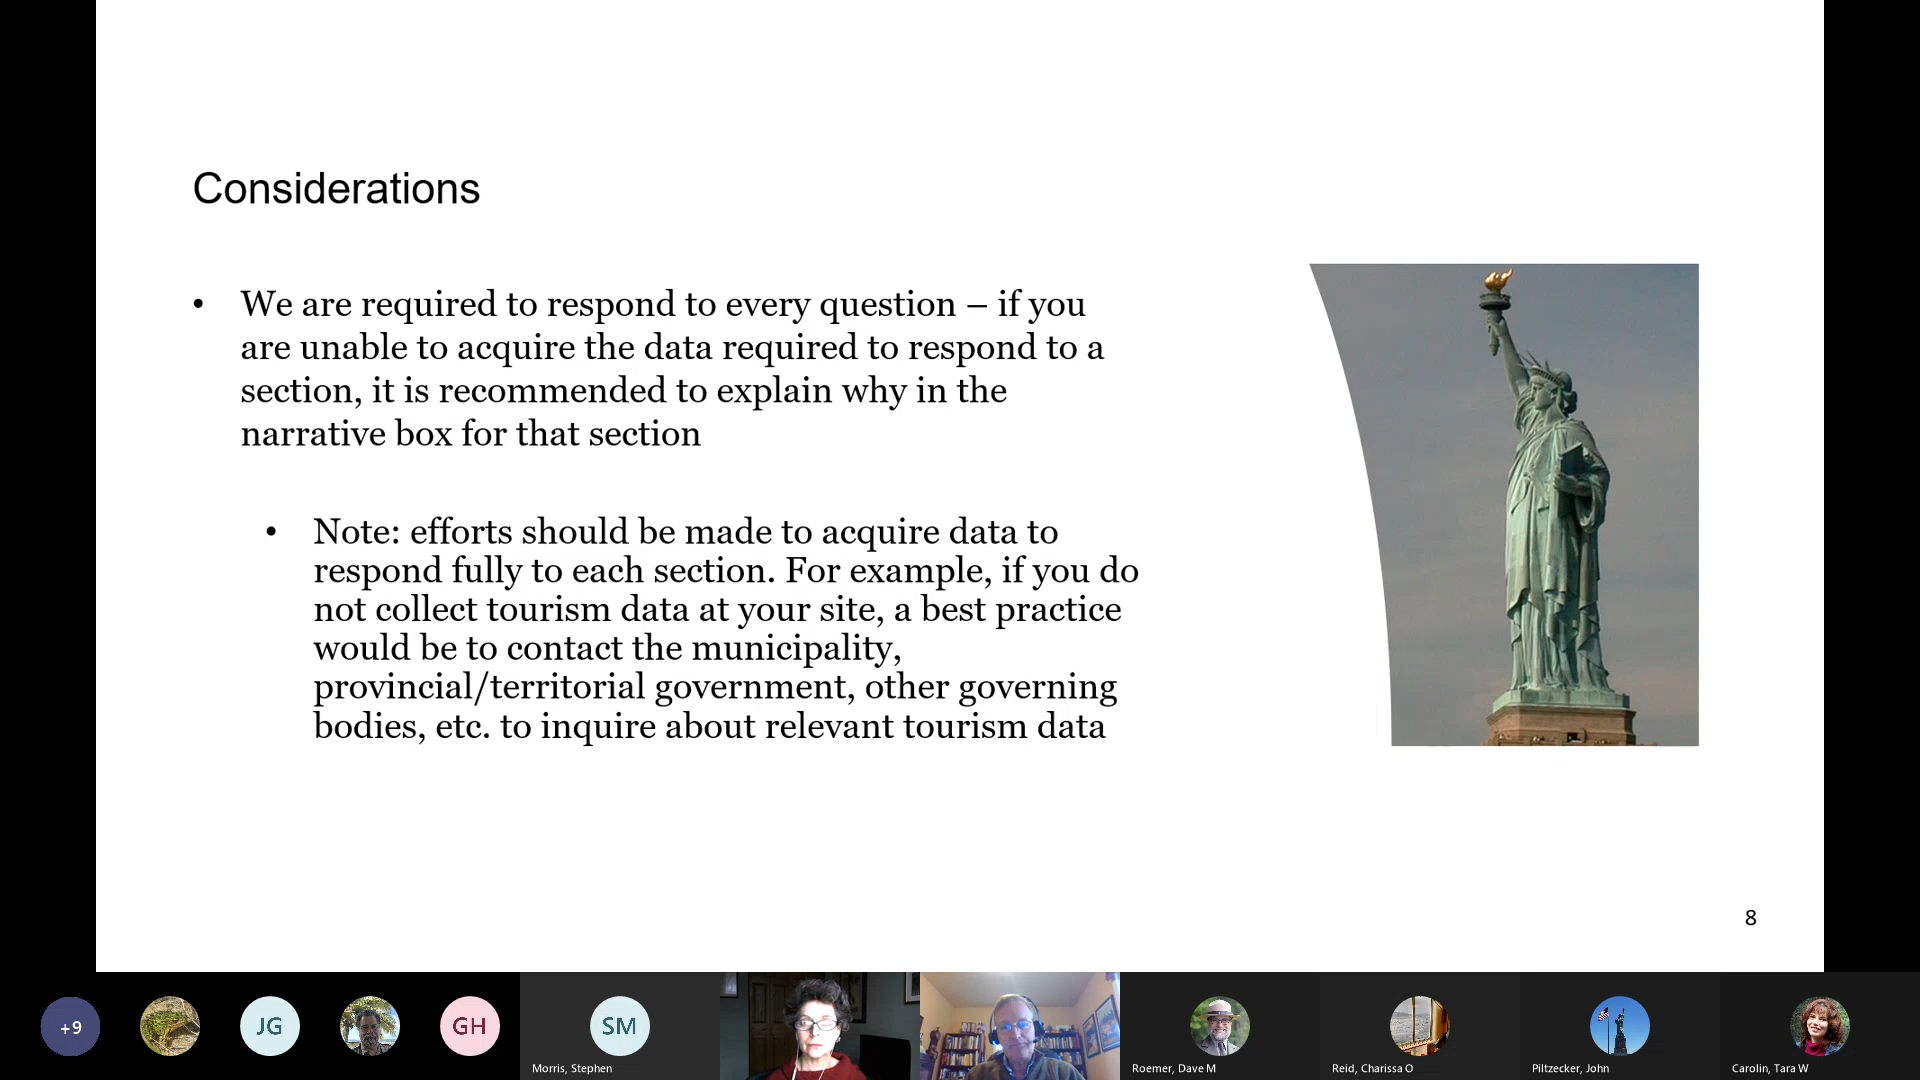 Considerations
• We are required to respond to every question – if you
are unable to acquire the data required to respond to a
section, it is recommended to explain why in the
narrative box for that section
• Note: efforts should be made to acquire data to
respond fully to each section. For example, if you do
not collect tourism data at your site, a best practice
would be to contact the municipality,
provincial/territorial government, other governing
bodies, etc. to inquire about relevant tourism data
8
+9
JG
GH
SM
Morris, Stephen
Roemer, Dave M
Reid, Charissa O
Piltzecker, John
Carolin, Tara W